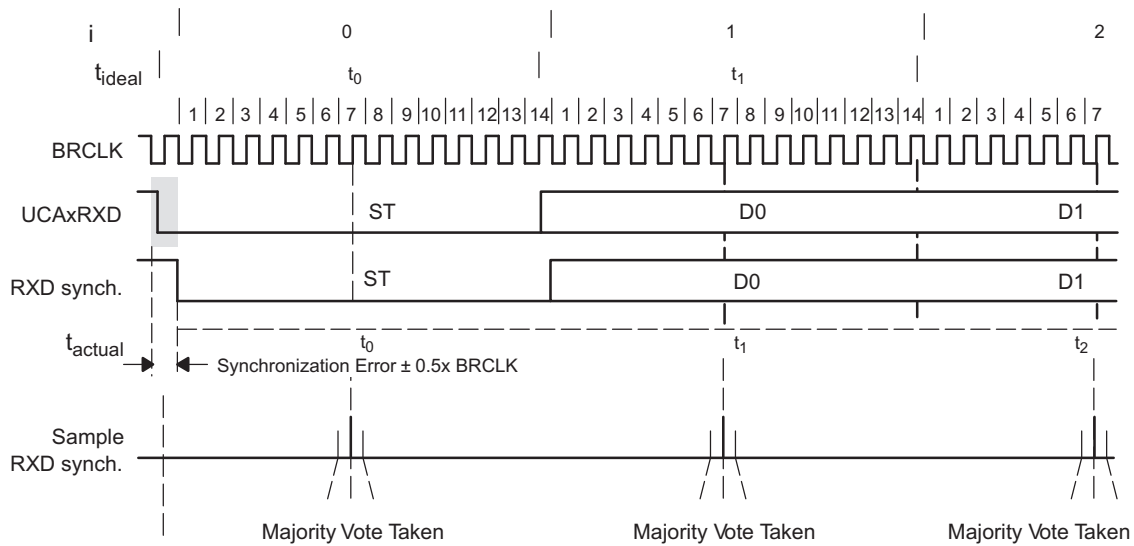 i 0 1 2
tideal t0 t1
1 2 3 4 5 6 7 8 9 10 11 12 13 14 1 2 3 4 5 6 7 8 9 10 11 12 13 14 1 2 3 4 5 6 7
BRCLK
UCAxRXD ST D0 D1
RXD synch. ST D0 D1
tactual t0 t1 t2
Synchronization Error ± 0.5x BRCLK
Sample
RXD synch.
Majority Vote Taken Majority Vote Taken Majority Vote Taken